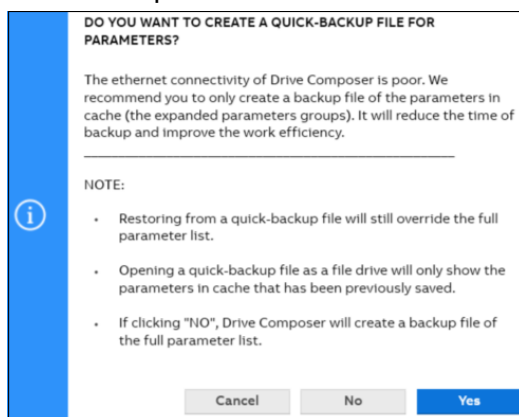 DO YOU WANT TO CREATE A QUICK-BACKUP FILE FOR
PARAMETERS?
The ethernet connectivity of Drive Composer is poor. We
recommend you to only create a backup file of the parameters in
cache (the expanded parameters groups). It will reduce the time of
backup and improve the work efficiency.
NOTE:
• Restoring from a quick-backup file will still override the full
parameter list.
• Opening a quick-backup file as a file drive will only show the
parameters in cache that has been previously saved.
• If clicking "NO", Drive Composer will create a backup file of
the full parameter list.
Cancel No Yes